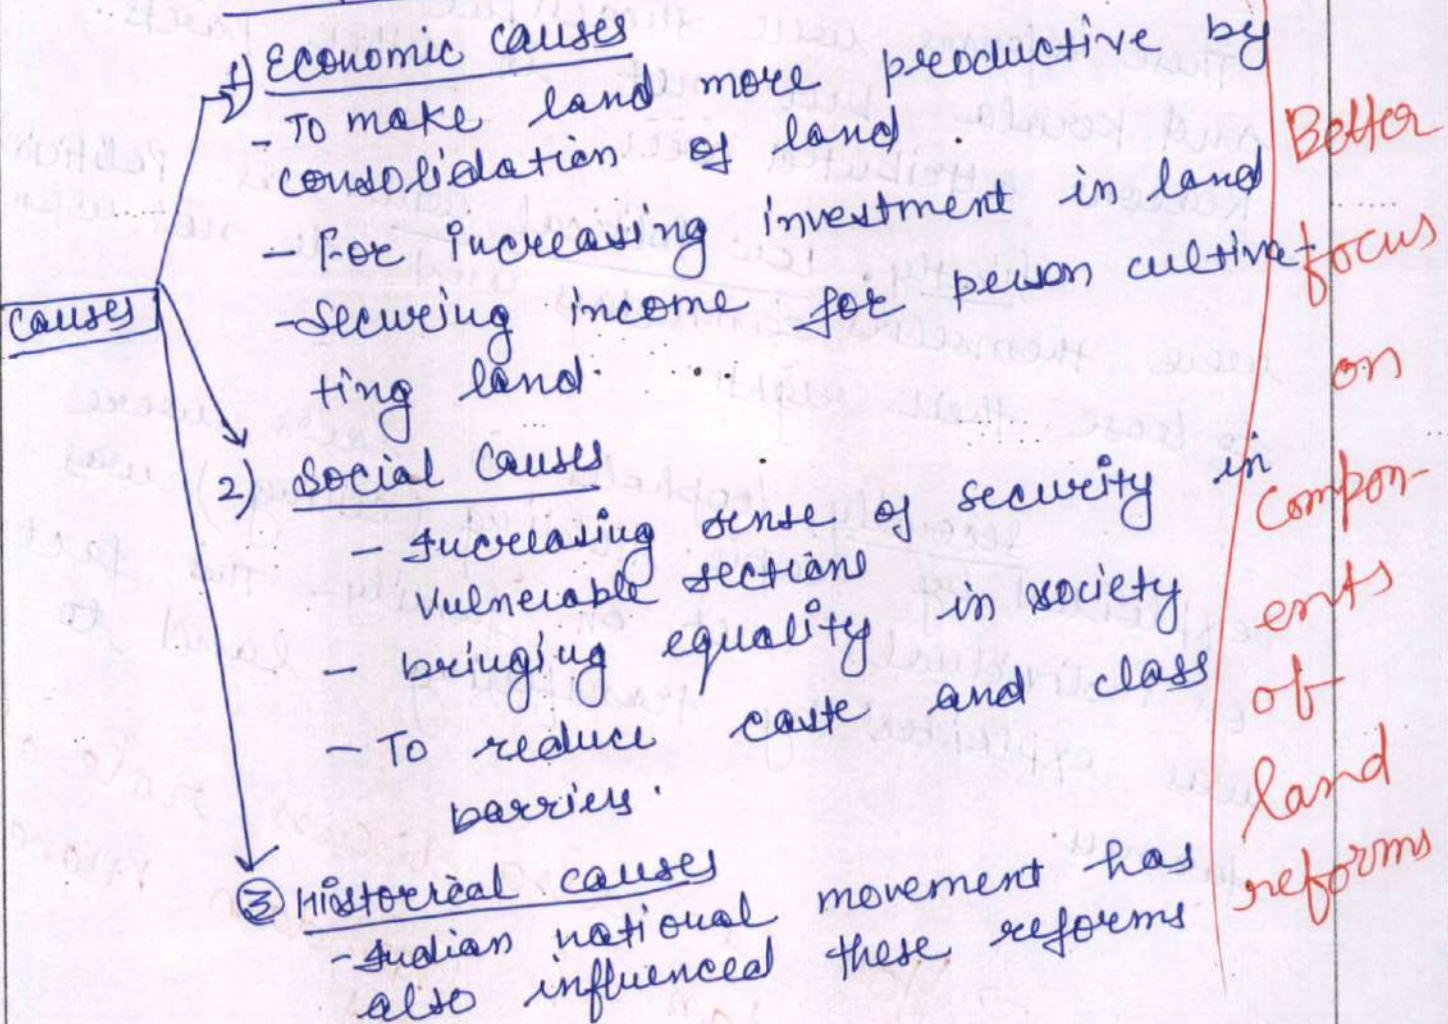 1) Economic causes
- To make land more productive by
consolidation of land.
- For increasing investment in land
causes
- Securing income for person cultiva-
ting land.
2) Social causes
- Increasing sense of security in
vulnerable sections
- bringing equality in society
- To reduce caste and class
barriers.
3 Historical causes
- Indian national movement has
also influenced these reforms
Better
focus
on
compon-
ents
of
land
reforms